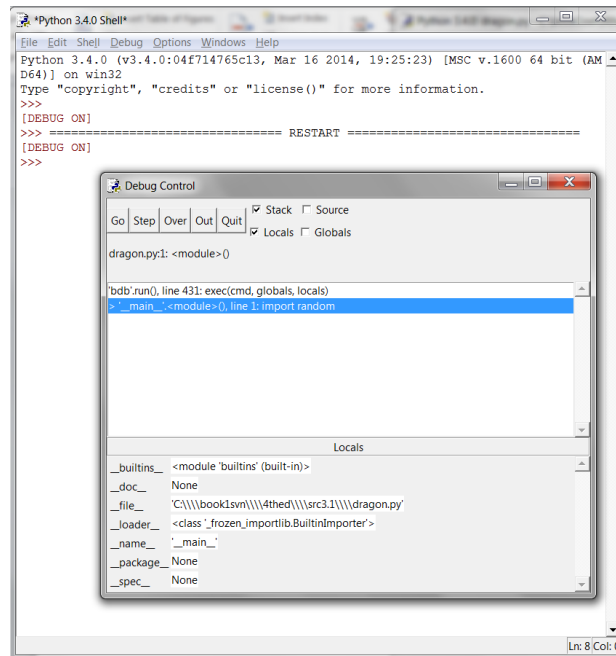 *Python 3.4.0 Shell*
File Edit Shell Debug Options Windows Help
Python 3.4.0 (v3.4.0:04f714765c13, Mar 16 2014, 19:25:23) [MSC v.1600 64 bit (AM
D64)] on win32
Type "copyright", "credits" or "license()" for more information.
>>>
[DEBUG ON]
>>> ================================ RESTART ================================
[DEBUG ON]
>>>
Debug Control
Go Step Over Out Quit Stack Source
Locals Globals
dragon.py:1: <module>()
'bdb'.run(), line 431: exec(cmd, globals, locals)
> '__main__'.<module>(), line 1: import random
Locals
__builtins__ <module 'builtins' (built-in)>
__doc__ None
__file__ 'C:\\\\book1svn\\\\4thed\\\\src3.1\\\\dragon.py'
__loader__ <class '_frozen_importlib.BuiltinImporter'>
__name__ '__main__'
__package__ None
__spec__ None
Ln: 8 Col: